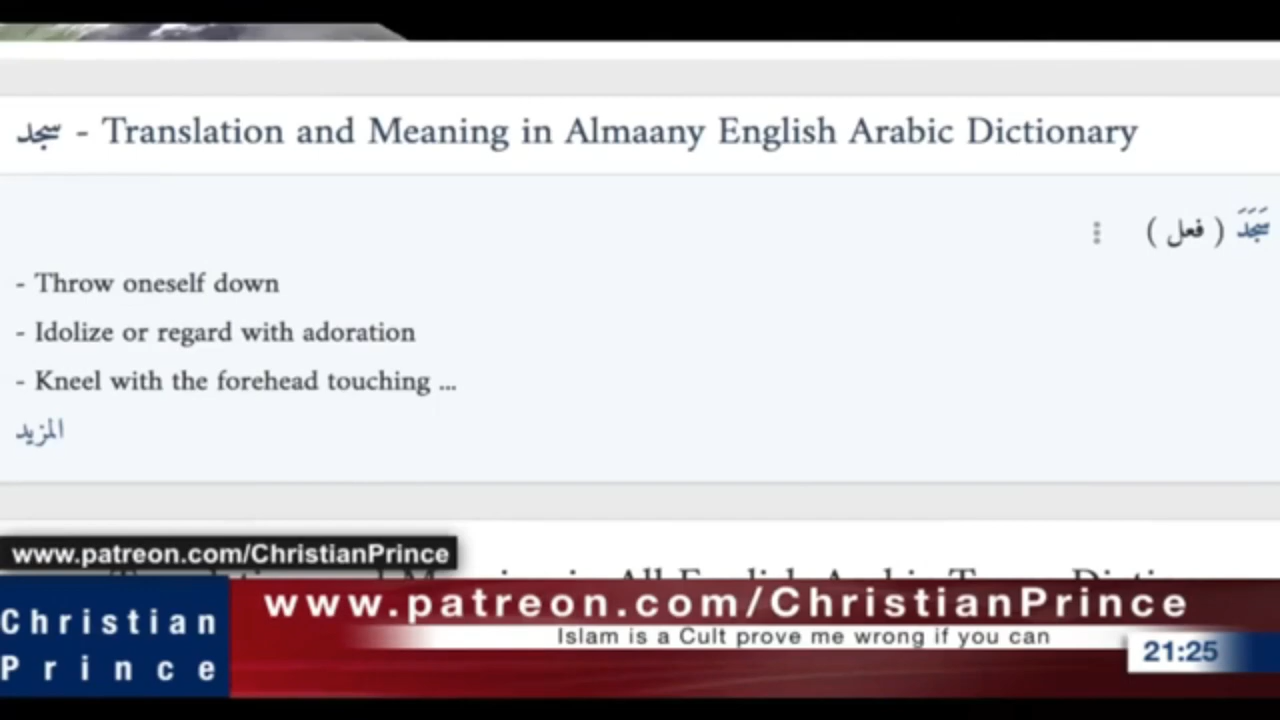 سجد - Translation and Meaning in Almaany English Arabic Dictionary
سَجَدَ ( فعل )
- Throw oneself down
- Idolize or regard with adoration
- Kneel with the forehead touching ...
المزيد
www.patreon.com/ChristianPrince
Christian Prince
www.patreon.com/ChristianPrince
Islam is a Cult prove me wrong if you can
21:25